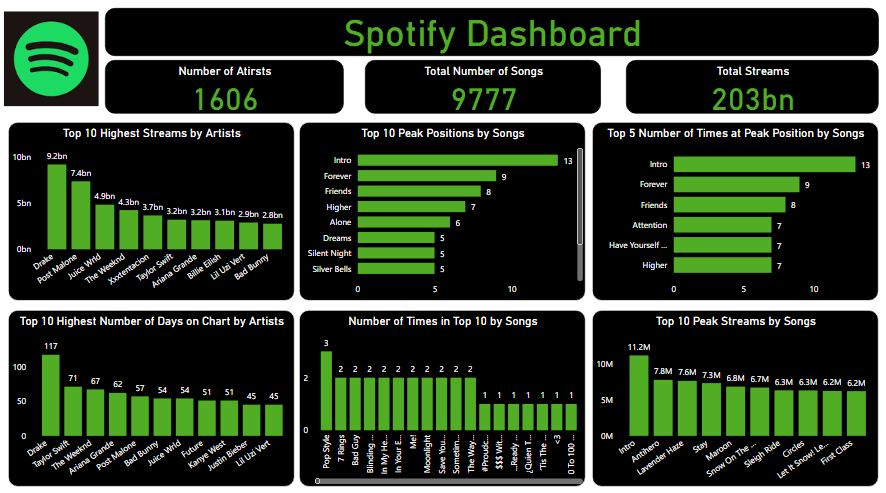 Spotify Dashboard
Number of Atirsts
1606
Total Number of Songs
9777
Total Streams
203bn
Top 10 Highest Streams by Artists
10bn
5bn
0bn
9.2bn
7.4bn
4.9bn
4.3bn
3.7bn
3.2bn
3.2bn
3.1bn
2.9bn
2.8bn
Drake
Post Malone
Juice Wrld
The Weeknd
Xxxtentacion
Taylor Swift
Ariana Grande
Billie Eilish
Lil Uzi Vert
Bad Bunny
Top 10 Peak Positions by Songs
Intro 13
Forever 9
Friends 8
Higher 7
Alone 6
Dreams 5
Silent Night 5
Silver Bells 5
0 5 10
Top 5 Number of Times at Peak Position by Songs
Intro 13
Forever 9
Friends 8
Attention 7
Have Yourself ... 7
Higher 7
0 5 10
Top 10 Highest Number of Days on Chart by Artists
100
50
0
117
71
67
62
57
54
54
51
51
45
45
Drake
Taylor Swift
The Weeknd
Ariana Grande
Post Malone
Bad Bunny
Juice Wrld
Future
Kanye West
Justin Bieber
Lil Uzi Vert
Number of Times in Top 10 by Songs
2
0
3
2
2
2
2
2
2
2
2
2
2
2
1
1
1
1
1
1
1
Pop Style
7 Rings
Bad Guy
Blinding ...
In My He...
In Your E...
Me!
Moonlight
Save You...
Sometim...
The Way...
#Proudc...
$$$ Wit...
...Ready ...
¿Quien T...
'Tis The ...
<3
0 To 100 ...
Top 10 Peak Streams by Songs
10M
5M
0M
11.2M
7.8M
7.6M
7.3M
6.8M
6.7M
6.3M
6.3M
6.2M
6.2M
Intro
Antihero
Lavender Haze
Stay
Maroon
Snow On The ...
Sleigh Ride
Circles
Let It Snow! Le...
First Class